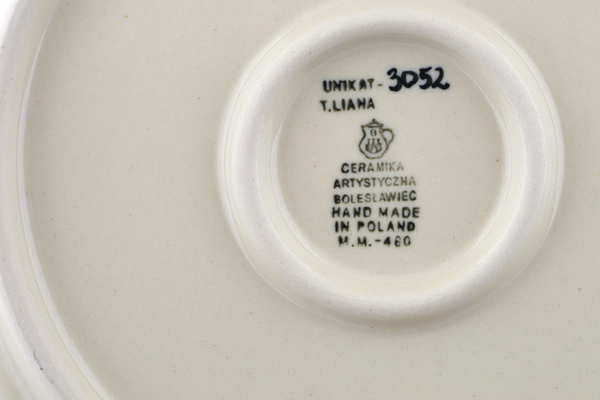 UNIKAT- 3052
T.LIANA
B
CERAMIKA
ARTYSTYCZNA
BOLESŁAWIEC
HAND MADE
IN POLAND
M.M.-460